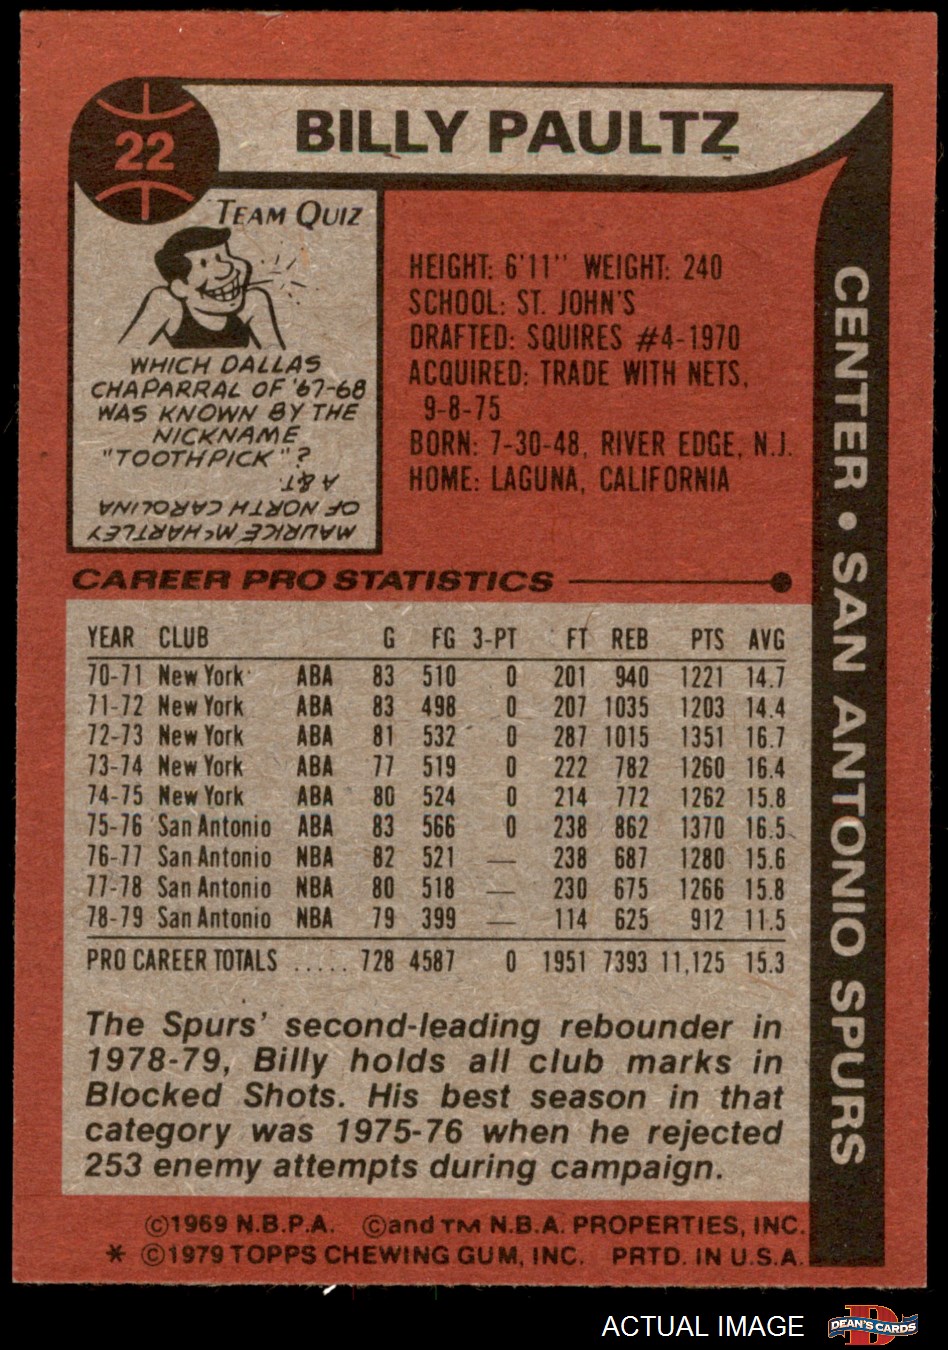 22
BILLY PAULTZ
TEAM QUIZ
WHICH DALLAS
CHAPARRAL OF '67-68
WAS KNOWN BY THE
NICKNAME
"TOOTHPICK"?
MAURICE McHARTLEY
OF NORTH CAROLINA
A & T.
HEIGHT: 6'11" WEIGHT: 240
SCHOOL: ST. JOHN'S
DRAFTED: SQUIRES #4-1970
ACQUIRED: TRADE WITH NETS,
9-8-75
BORN: 7-30-48, RIVER EDGE, N.J.
HOME: LAGUNA, CALIFORNIA
CENTER • SAN ANTONIO SPURS
CAREER PRO STATISTICS
YEAR CLUB G FG 3-PT FT REB PTS AVG
70-71 New York ABA 83 510 0 201 940 1221 14.7
71-72 New York ABA 83 498 0 207 1035 1203 14.4
72-73 New York ABA 81 532 0 287 1015 1351 16.7
73-74 New York ABA 77 519 0 222 782 1260 16.4
74-75 New York ABA 80 524 0 214 772 1262 15.8
75-76 San Antonio ABA 83 566 0 238 862 1370 16.5
76-77 San Antonio NBA 82 521 — 238 687 1280 15.6
77-78 San Antonio NBA 80 518 — 230 675 1266 15.8
78-79 San Antonio NBA 79 399 — 114 625 912 11.5
PRO CAREER TOTALS ..... 728 4587 0 1951 7393 11,125 15.3
The Spurs' second-leading rebounder in
1978-79, Billy holds all club marks in
Blocked Shots. His best season in that
category was 1975-76 when he rejected
253 enemy attempts during campaign.
©1969 N.B.P.A. ©and TM N.B.A. PROPERTIES, INC.
* ©1979 TOPPS CHEWING GUM, INC. PRTD. IN U.S.A.
ACTUAL IMAGE
D
DEAN'S CARDS